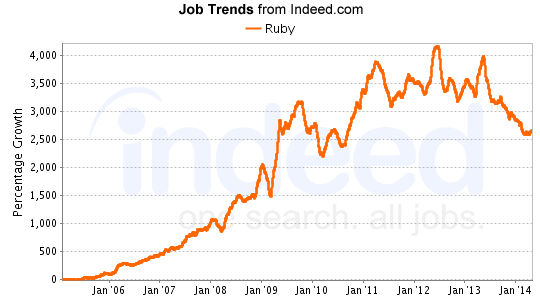 Job Trends from Indeed.com
Ruby
Percentage Growth
4,000
3,500
3,000
2,500
2,000
1,500
1,000
500
0
indeed
one search. all jobs.
Jan '06
Jan '07
Jan '08
Jan '09
Jan '10
Jan '11
Jan '12
Jan '13
Jan '14